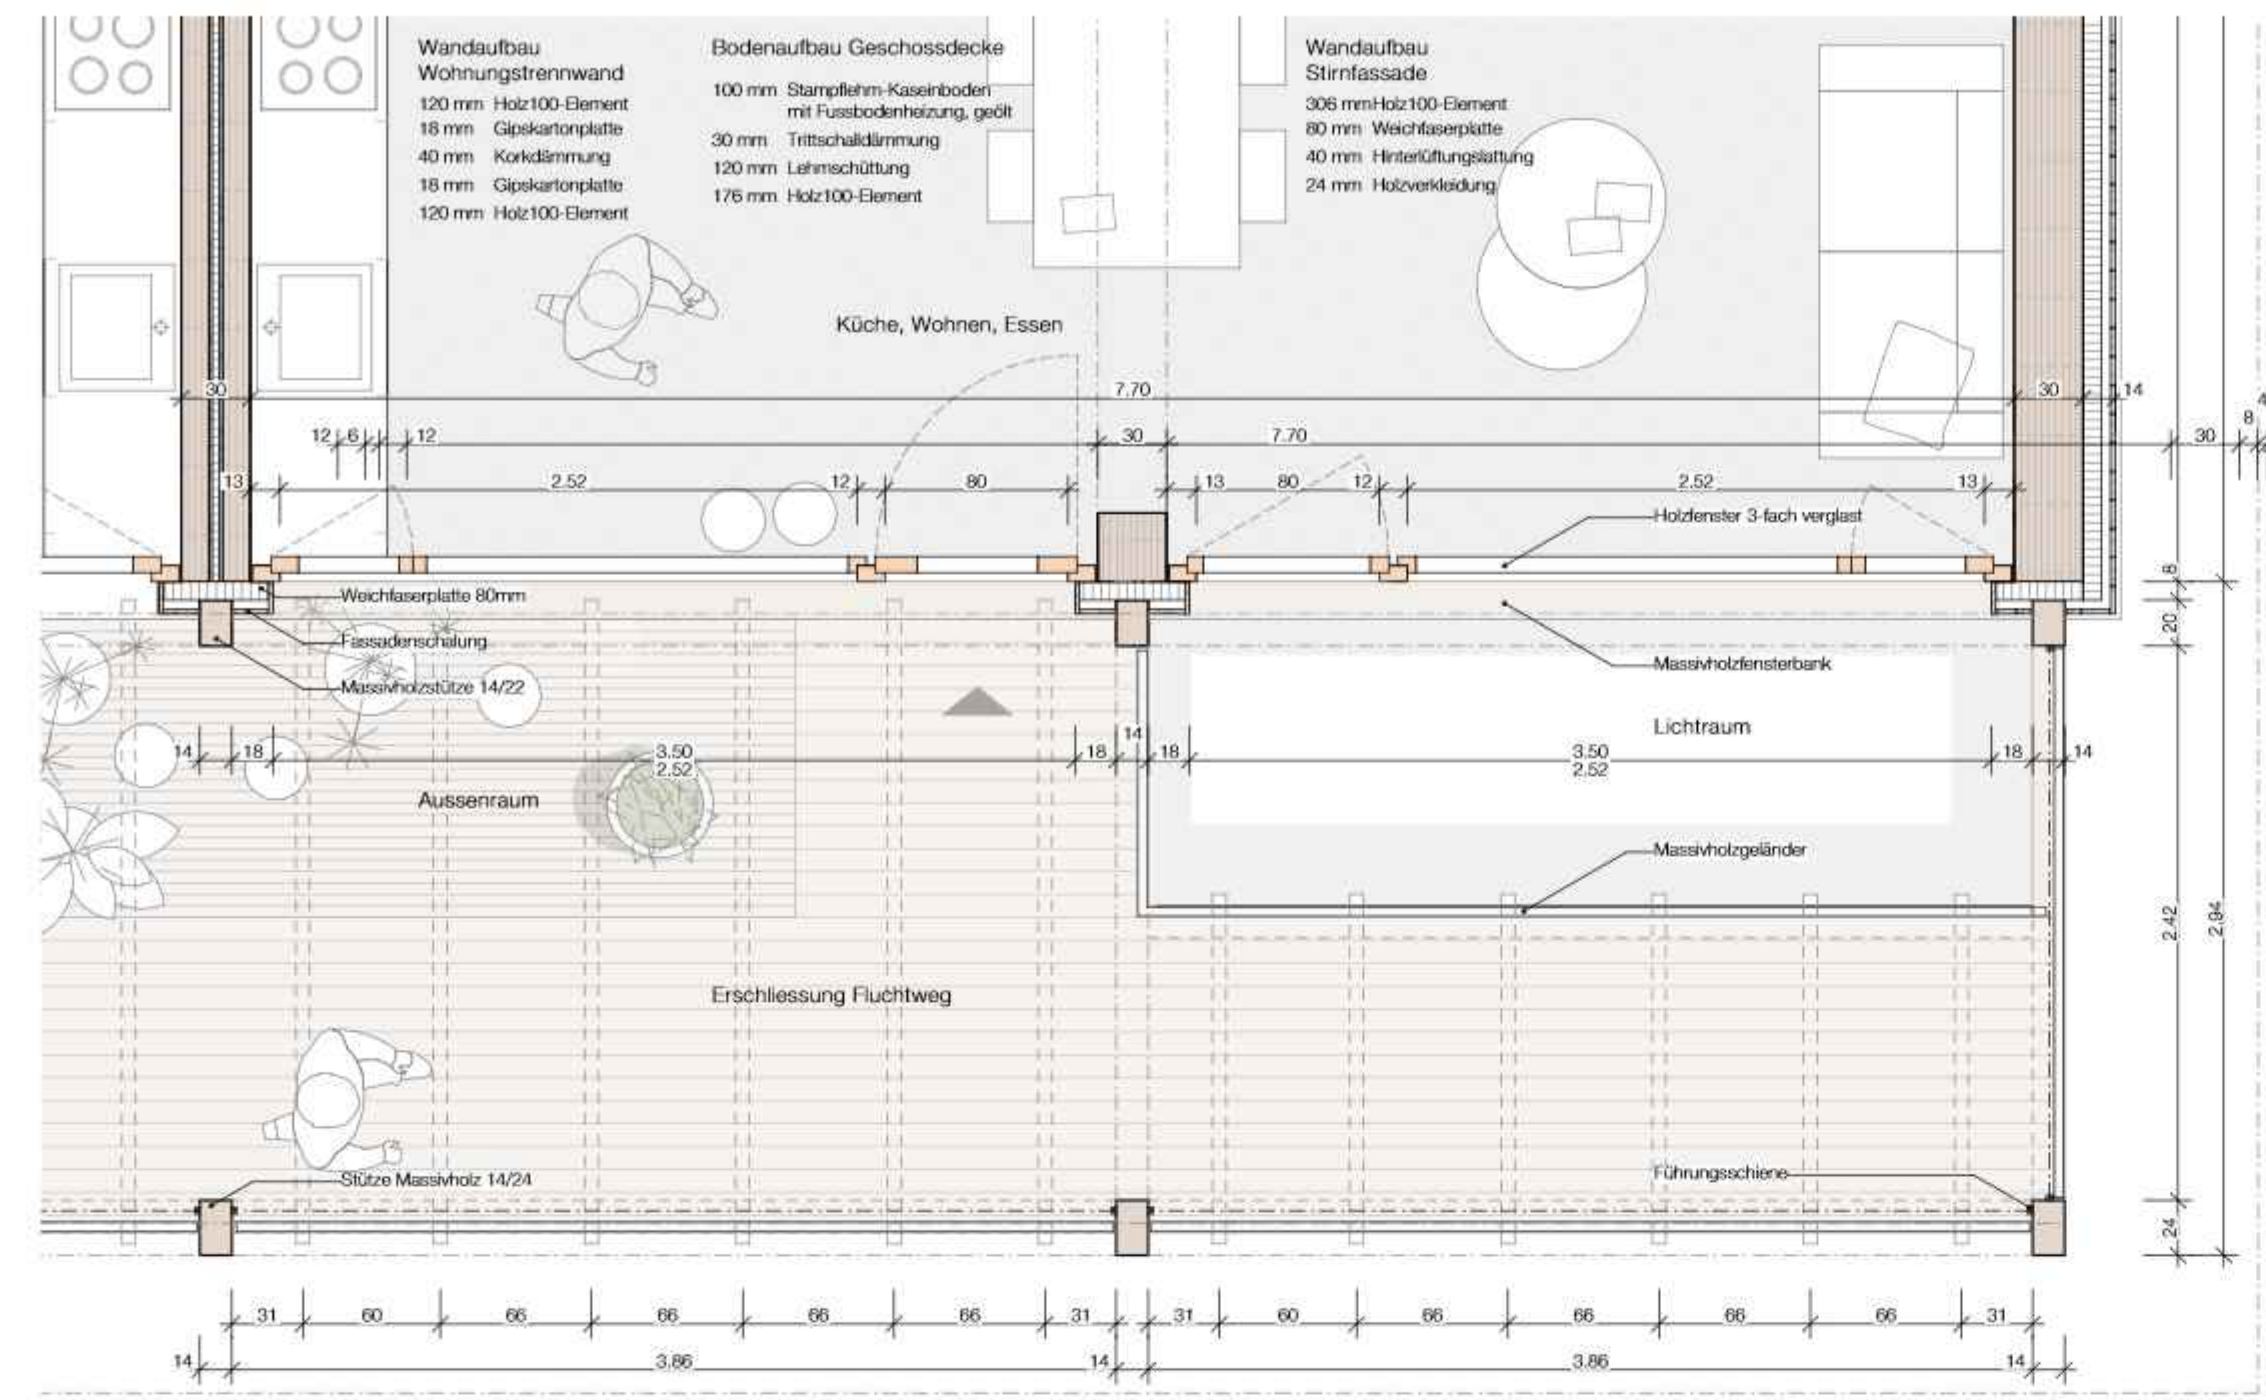 Wandaufbau
Wohnungstrennwand
120 mm Holz100-Element
18 mm Gipskartonplatte
40 mm Korkdämmung
18 mm Gipskartonplatte
120 mm Holz100-Element
Bodenaufbau Geschossdecke
100 mm Stampflehm-Kaseinboden
mit Fussbodenheizung, geölt
30 mm Trittschalldämmung
120 mm Lehmschüttung
176 mm Holz100-Element
Wandaufbau
Stirnfassade
306 mm Holz100-Element
80 mm Weichfaserplatte
40 mm Hinterlüftungslattung
24 mm Holzverkleidung
Küche, Wohnen, Essen
30 7.70 30 14
12 6 12 30 7.70 30 8 4
13 2.52 12 80 13 80 12 2.52 13
Holzfenster 3-fach verglast
8
Weichfaserplatte 80mm
20
Fassadenschalung
Massivholzfensterbank
Massivholzstütze 14/22
Lichtraum
14 18 3.50 18 14 18 3.50 18 14
2.52 2.52
Aussenraum
Massivholzgeländer
2.42 2.94
Erschliessung Fluchtweg
Stütze Massivholz 14/24
Führungsschiene
24
31 60 66 66 66 66 31 31 60 66 66 66 66 31
14 3.86 14 3.86 14